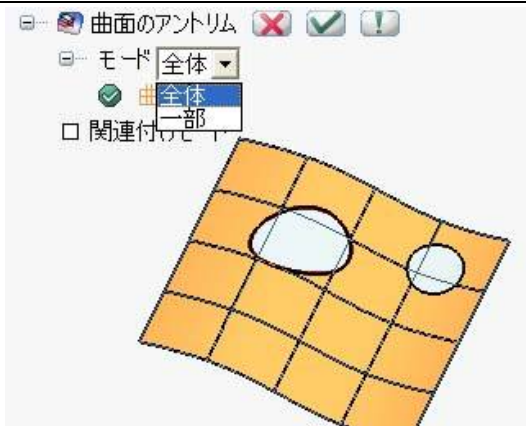 曲面のアントリム
モード 全体
全体
一部
関連付け